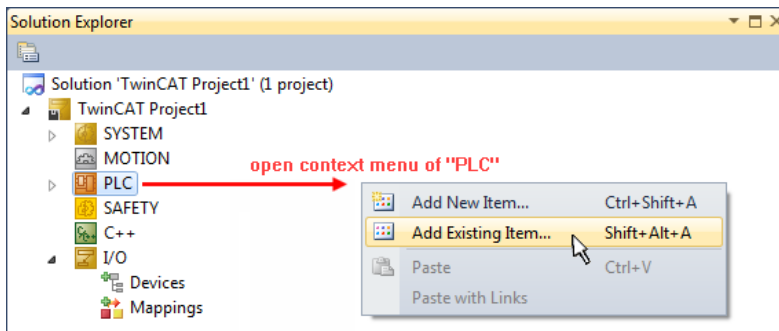 Solution Explorer
Solution 'TwinCAT Project1' (1 project)
TwinCAT Project1
SYSTEM
MOTION
PLC
open context menu of "PLC"
SAFETY
C++
I/O
Devices
Mappings
Add New Item... Ctrl+Shift+A
Add Existing Item... Shift+Alt+A
Paste Ctrl+V
Paste with Links